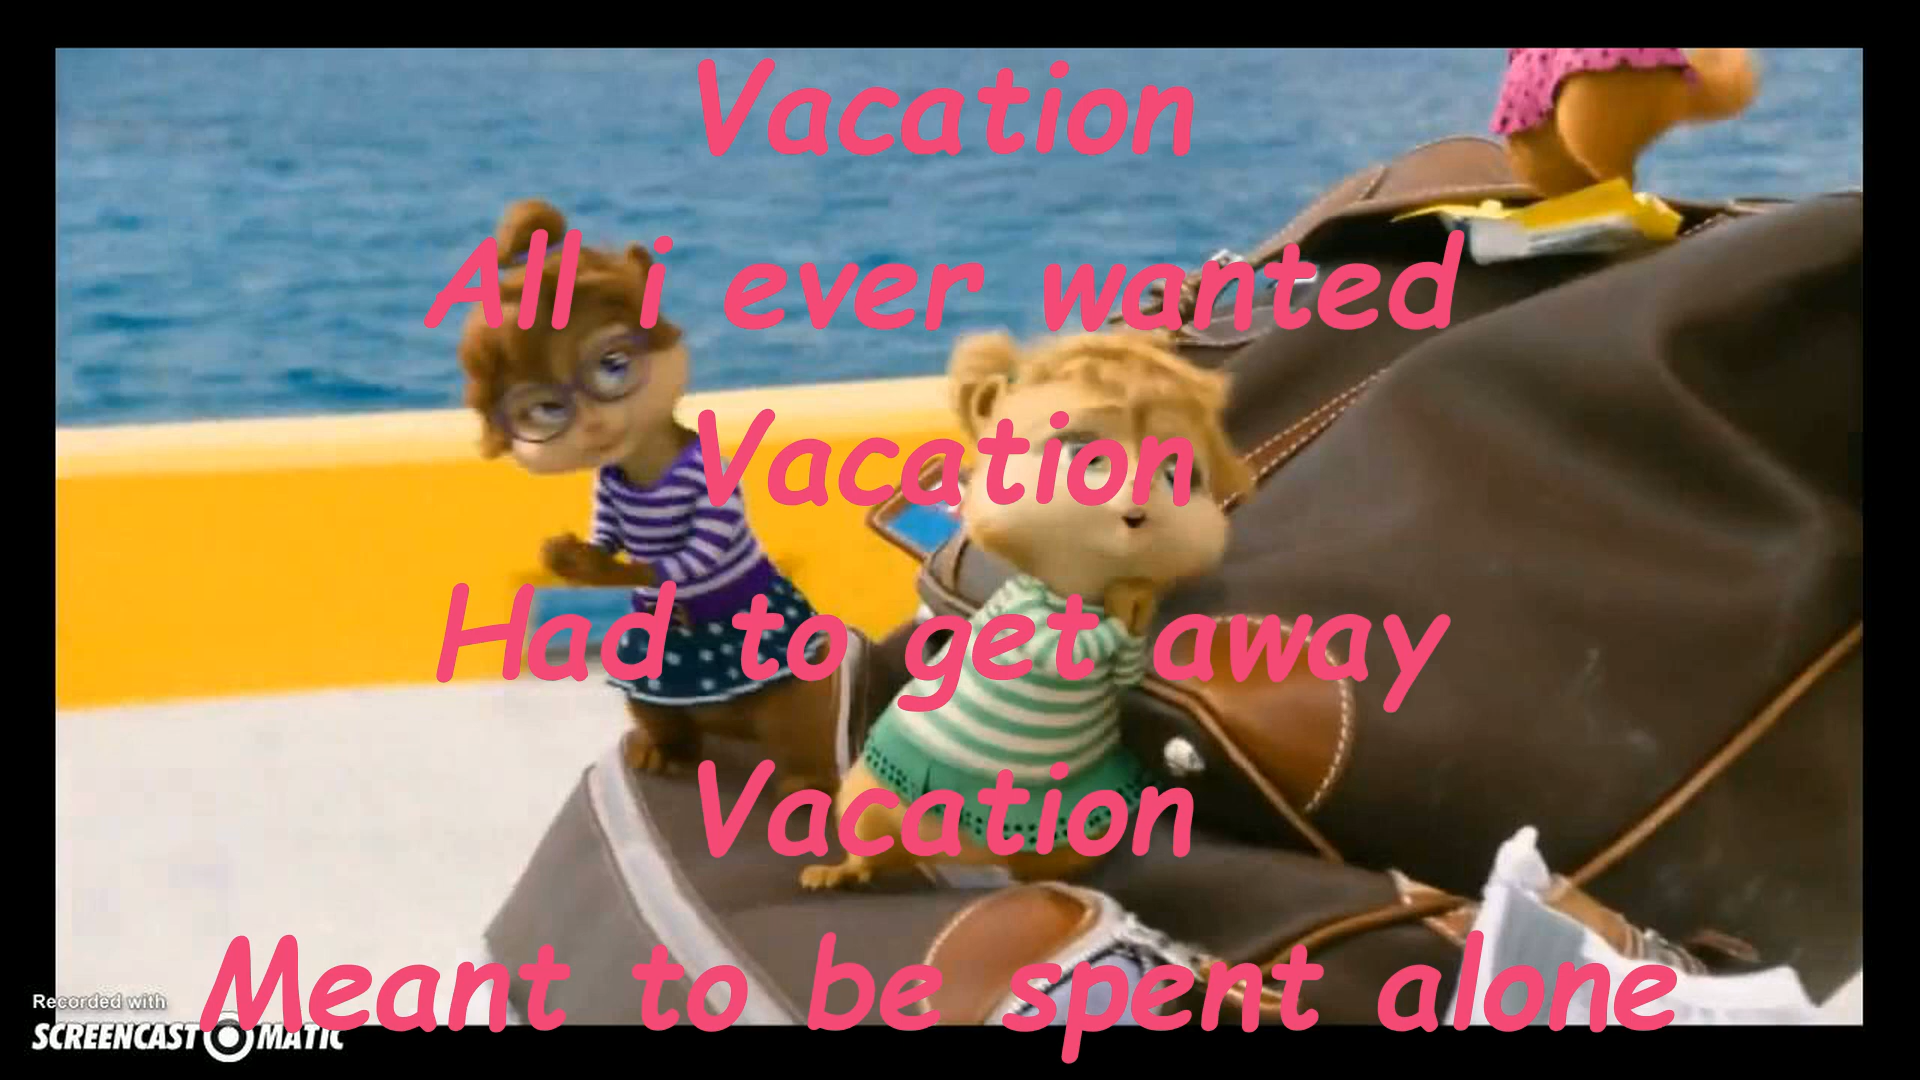 Vacation
All i ever wanted
Vacation
Had to get away
Vacation
Meant to be spent alone
Recorded with
SCREENCAST-O-MATIC